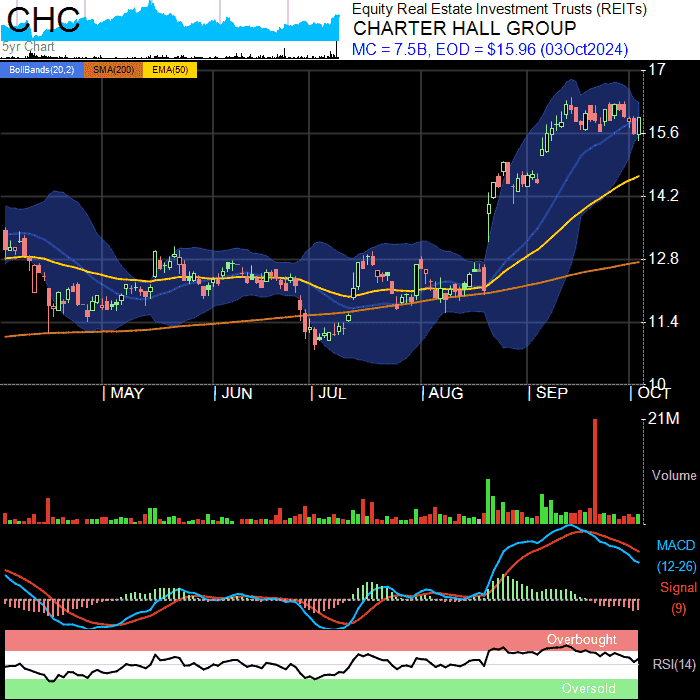 CHC
Equity Real Estate Investment Trusts (REITs)
CHARTER HALL GROUP
5yr Chart
MC = 7.5B, EOD = $15.96 (03Oct2024)
BollBands(20,2) SMA(200) EMA(50)
17
15.6
14.2
12.8
11.4
10
| MAY | JUN | JUL | AUG | SEP | OCT
21M
Volume
MACD
(12-26)
Signal
(9)
Overbought
RSI(14)
Oversold